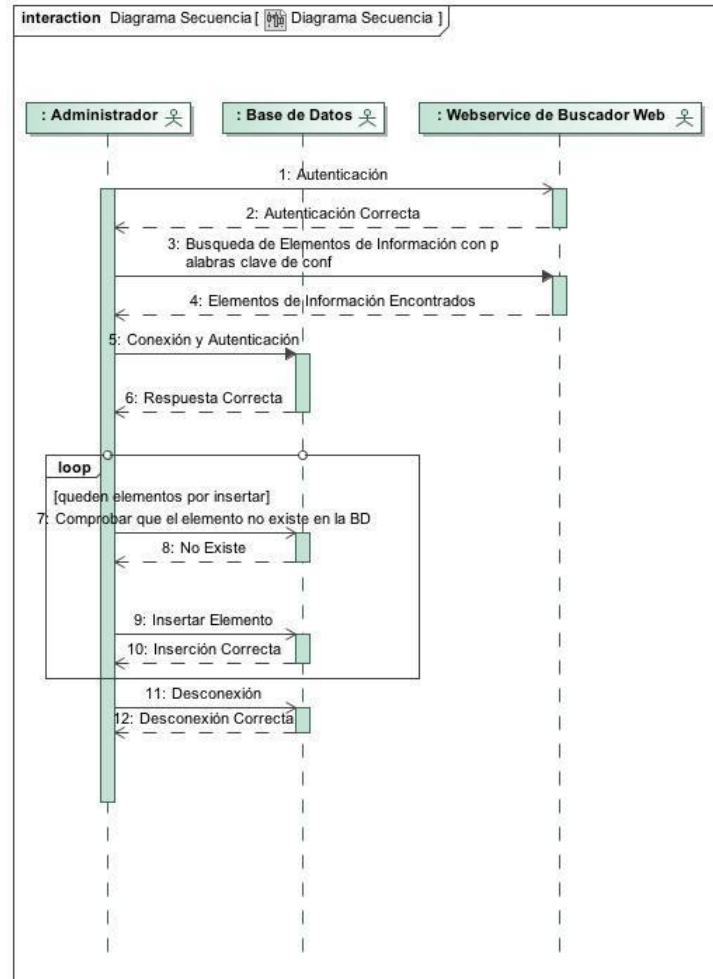 interaction Diagrama Secuencia [ Diagrama Secuencia ]
: Administrador
: Base de Datos
: Webservice de Buscador Web
1: Autenticación
2: Autenticación Correcta
3: Busqueda de Elementos de Información con p
alabras clave de conf
4: Elementos de Información Encontrados
5: Conexión y Autenticación
6: Respuesta Correcta
loop
[queden elementos por insertar]
7: Comprobar que el elemento no existe en la BD
8: No Existe
9: Insertar Elemento
10: Inserción Correcta
11: Desconexión
12: Desconexión Correcta